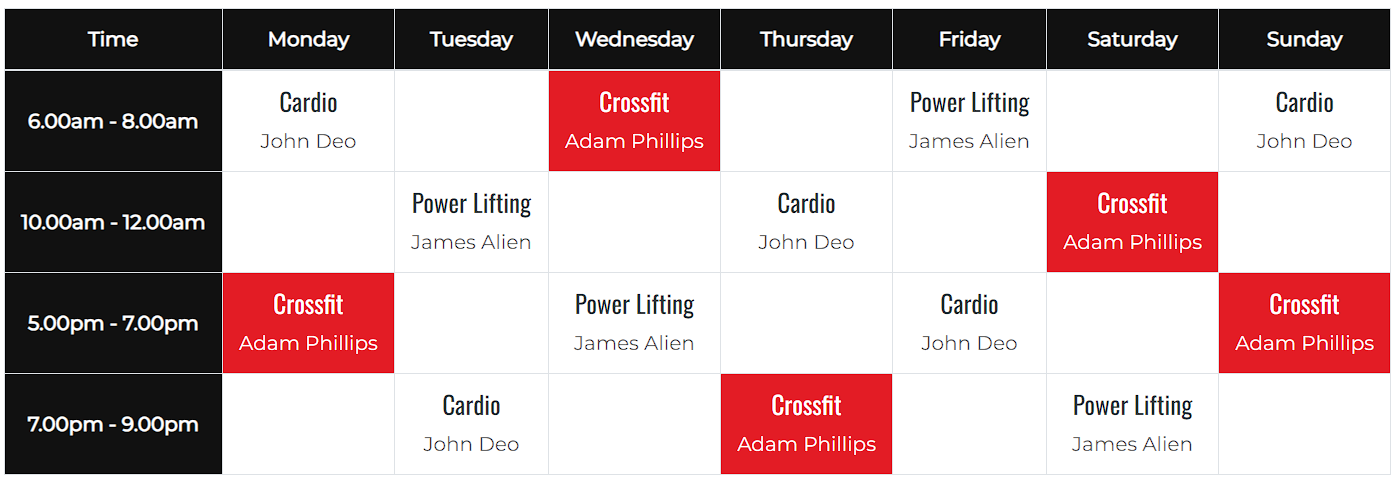 Time Monday Tuesday Wednesday Thursday Friday Saturday Sunday
6.00am - 8.00am
Cardio Crossfit Power Lifting Cardio
John Deo Adam Phillips James Alien John Deo
10.00am - 12.00am
Power Lifting Cardio Crossfit
James Alien John Deo Adam Phillips
5.00pm - 7.00pm
Crossfit Power Lifting Cardio Crossfit
Adam Phillips James Alien John Deo Adam Phillips
7.00pm - 9.00pm
Cardio Crossfit Power Lifting
John Deo Adam Phillips James Alien